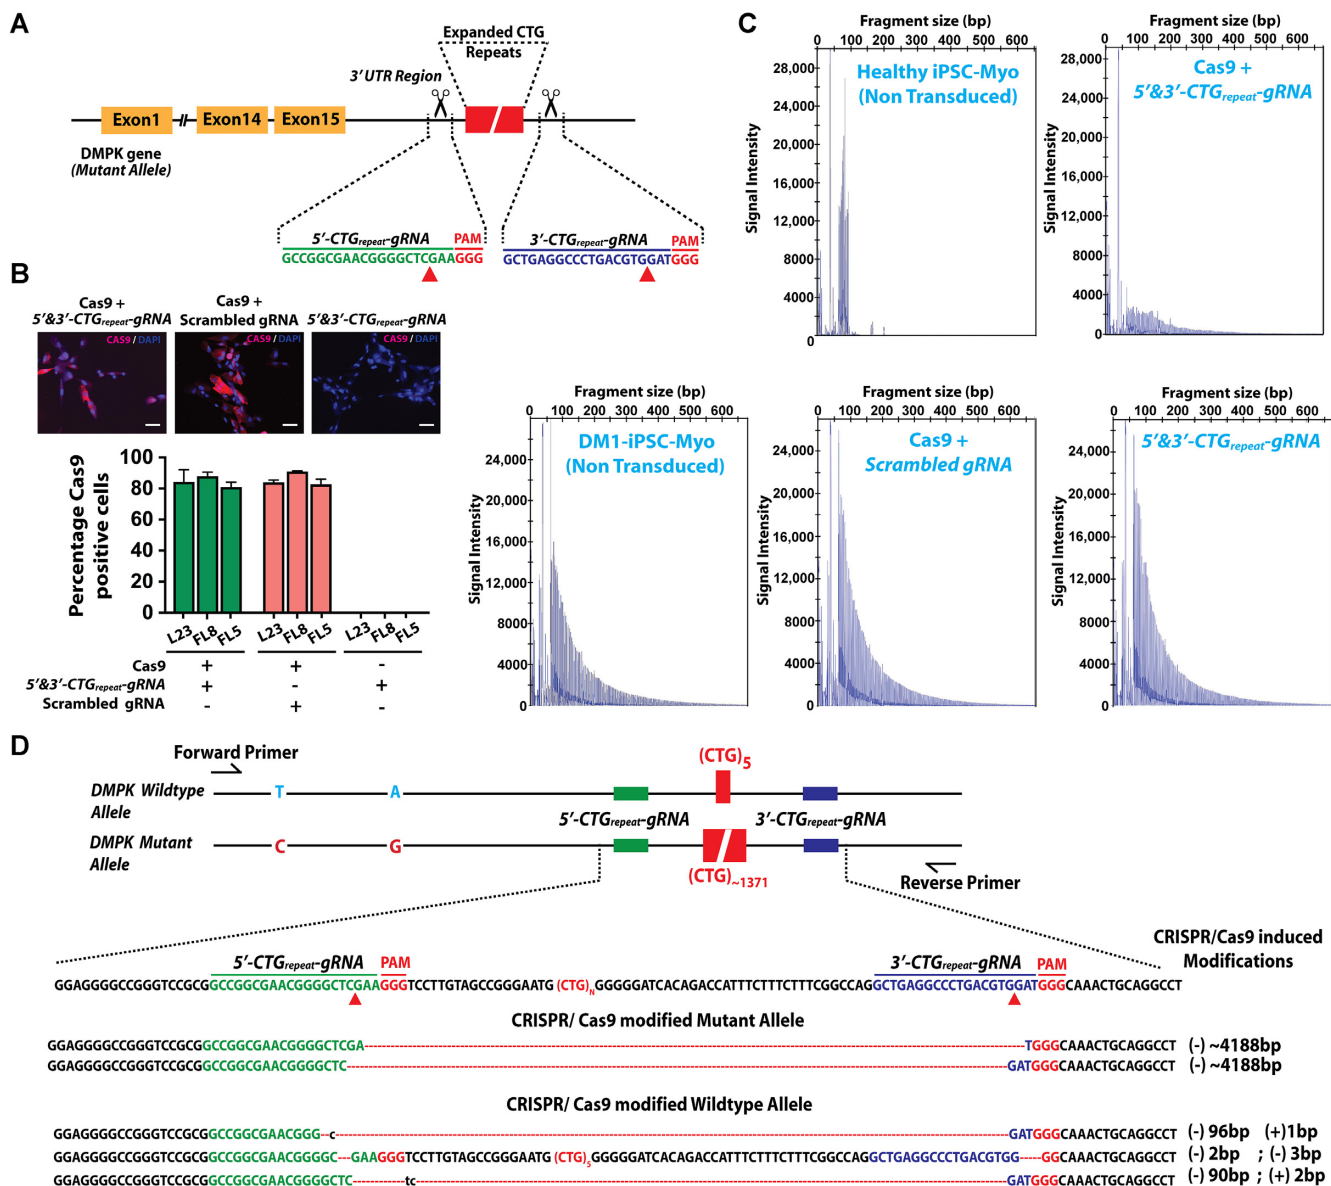 A
Expanded CTG
Repeats
3′ UTR Region
Exon1
Exon14
Exon15
DMPK gene
(Mutant Allele)
5′-CTGrepeat-gRNA PAM
GCCGGCGAACGGGGCTCGAAGGG
3′-CTGrepeat-gRNA PAM
GCTGAGGCCCTGACGTGGATGGG
B
Cas9 +
5′&3′-CTGrepeat-gRNA
Cas9 +
Scrambled gRNA
5′&3′-CTGrepeat-gRNA
CAS9 / DAPI
CAS9 / DAPI
CAS9 / DAPI
Percentage Cas9
positive cells
100
80
60
40
20
0
L23 FL8 FL5 L23 FL8 FL5 L23 FL8 FL5
Cas9 + + -
5′&3′-CTGrepeat-gRNA + - +
Scrambled gRNA - + -
C
Fragment size (bp)
0 100 200 300 400 500 600
Signal Intensity
28,000
24,000
20,000
16,000
12,000
8000
4000
0
Healthy iPSC-Myo
(Non Transduced)
Fragment size (bp)
0 100 200 300 400 500 600
Signal Intensity
28,000
24,000
20,000
16,000
12,000
8000
4000
0
Cas9 +
5′&3′-CTGrepeat-gRNA
Fragment size (bp)
0 100 200 300 400 500 600
Signal Intensity
24,000
20,000
16,000
12,000
8000
4000
0
DM1-iPSC-Myo
(Non Transduced)
Fragment size (bp)
0 100 200 300 400 500 600
Signal Intensity
24,000
20,000
16,000
12,000
8000
4000
0
Cas9 +
Scrambled gRNA
Fragment size (bp)
0 100 200 300 400 500 600
Signal Intensity
24,000
20,000
16,000
12,000
8000
4000
0
5′&3′-CTGrepeat-gRNA
D
Forward Primer
DMPK Wildtype
Allele
T A
(CTG)5
5′-CTGrepeat-gRNA 3′-CTGrepeat-gRNA
DMPK Mutant
Allele
C G
(CTG)~1371
Reverse Primer
CRISPR/Cas9 induced
Modifications
5′-CTGrepeat-gRNA PAM 3′-CTGrepeat-gRNA PAM
GGAGGGGCCGGGTCCGCGGCCGGCGAACGGGGCTCGAAGGGTCCTTGTAGCCGGGAATG(CTG)NGGGGGATCACAGACCATTTCTTTCTTTCGGCCAGGCTGAGGCCCTGACGTGGATGGGCAAACTGCAGGCCT
CRISPR/ Cas9 modified Mutant Allele
GGAGGGGCCGGGTCCGCGGCCGGCGAACGGGGCTCGA------TGGGCAAACTGCAGGCCT (-) ~4188bp
GGAGGGGCCGGGTCCGCGGCCGGCGAACGGGGCTC------GATGGGCAAACTGCAGGCCT (-) ~4188bp
CRISPR/ Cas9 modified Wildtype Allele
GGAGGGGCCGGGTCCGCGGCCGGCGAACGGG--c------GATGGGCAAACTGCAGGCCT (-) 96bp (+)1bp
GGAGGGGCCGGGTCCGCGGCCGGCGAACGGGGC---GAAGGGTCCTTGTAGCCGGGAATG(CTG)5GGGGGATCACAGACCATTTCTTTCTTTCGGCCAGGCTGAGGCCCTGACGTGG-----GGCAAACTGCAGGCCT (-) 2bp ; (-) 3bp
GGAGGGGCCGGGTCCGCGGCCGGCGAACGGGGCTC------tc------GATGGGCAAACTGCAGGCCT (-) 90bp ; (+) 2bp